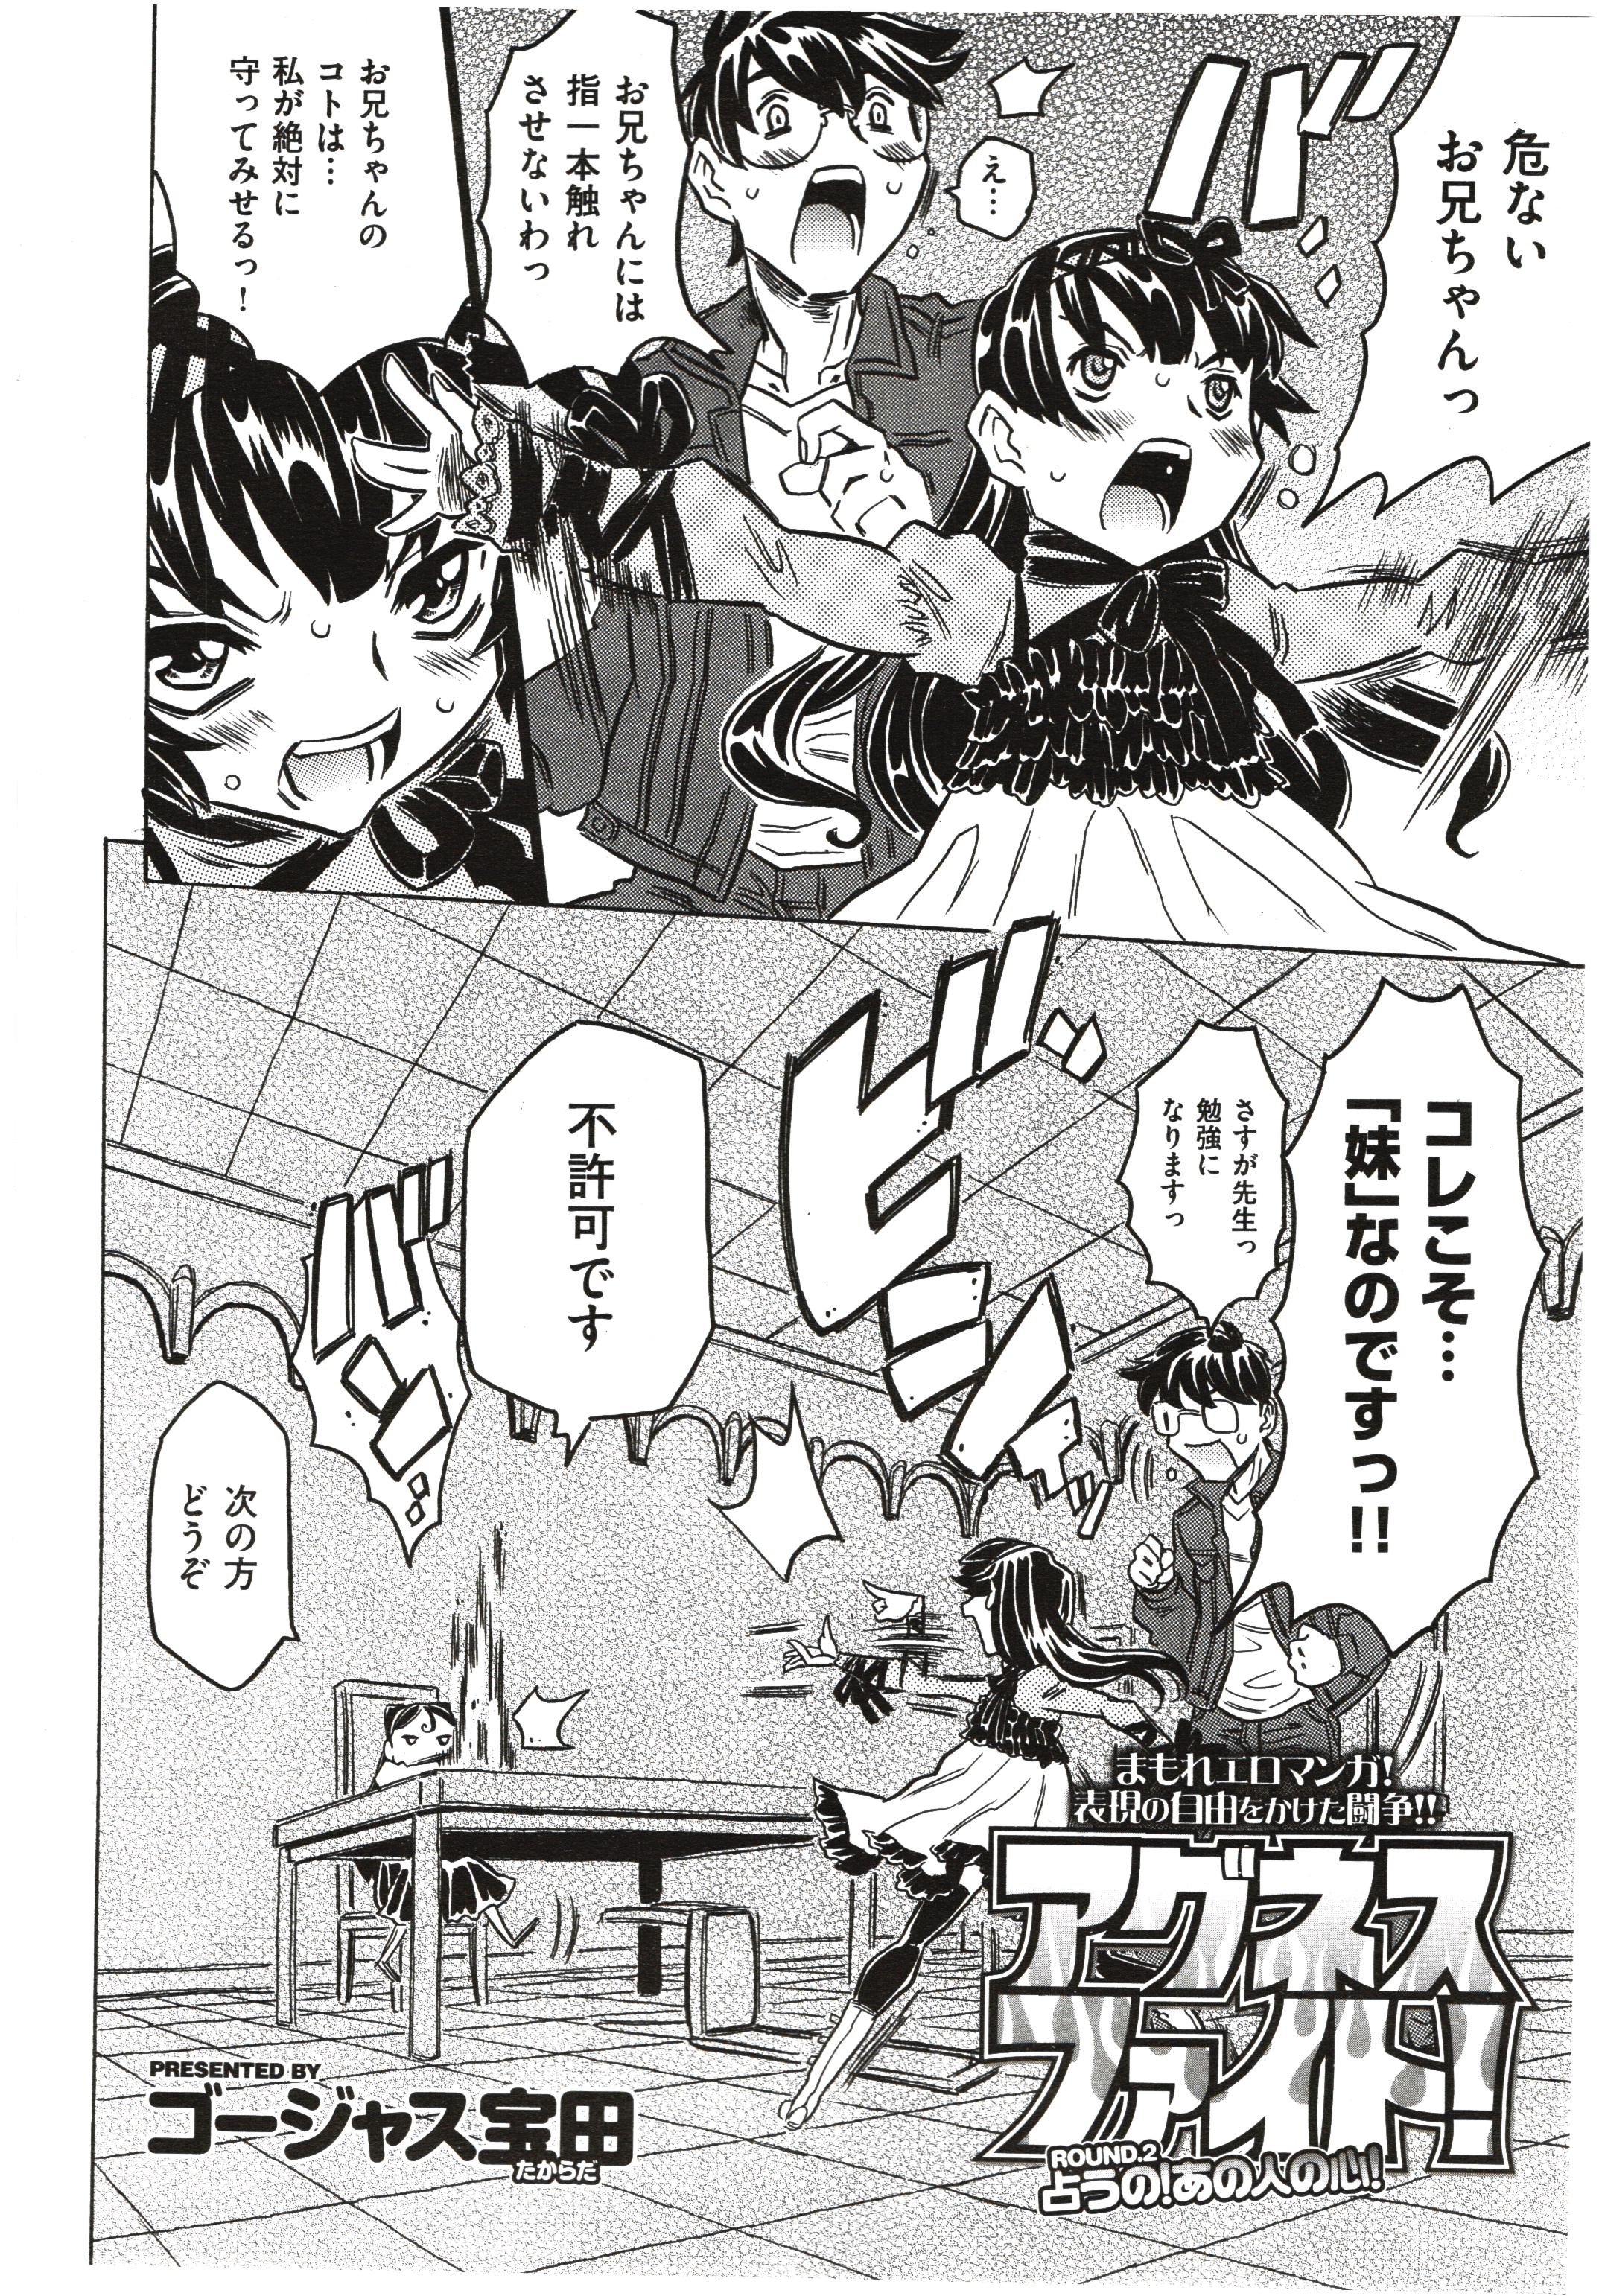 危ない
お兄ちゃんっ
バッ
え…
お兄ちゃんには
指一本触れ
させないわっ
お兄ちゃんの
コトは…
私が絶対に
守ってみせるっ！
コレこそ…
「妹」なのですっ!!
さすが先生っ
勉強に
なりますっ
ビシィッ
不許可です
バンッ
次の方
どうぞ
まもれエロマンガ!
表現の自由をかけた闘争!!
アグネス
ファイト!
ROUND.2
占うの!あの人の心!
PRESENTED BY
ゴージャス宝田
たからだ